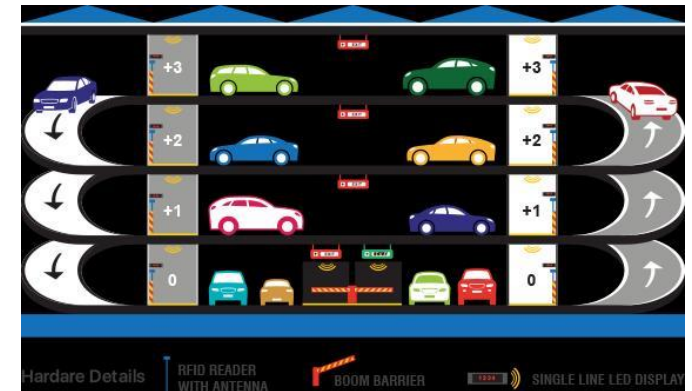 +3
+3
+2
+2
+1
+1
0
0
Hardare Details
RFID READER
WITH ANTENNA
BOOM BARRIER
SINGLE LINE LED DISPLAY